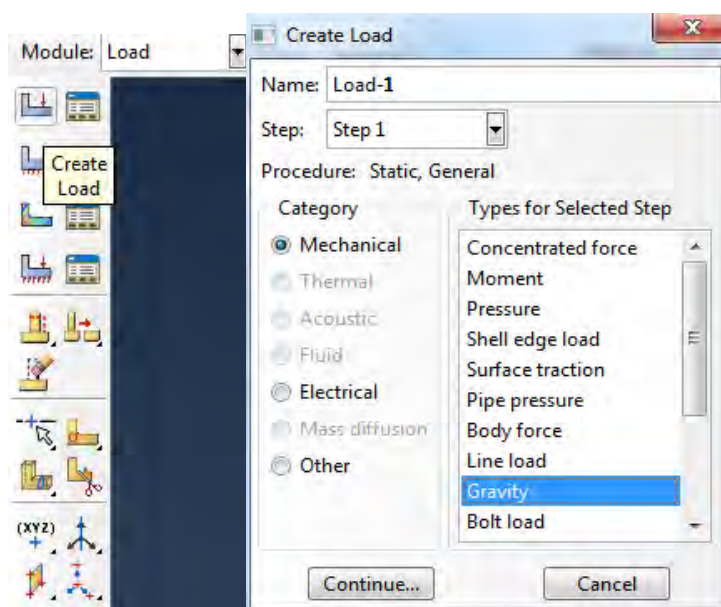 Module: Load
Create
Load
(XYZ)
Create Load
Name: Load-1
Step: Step 1
Procedure: Static, General
Category
Mechanical
Thermal
Acoustic
Fluid
Electrical
Mass diffusion
Other
Types for Selected Step
Concentrated force
Moment
Pressure
Shell edge load
Surface traction
Pipe pressure
Body force
Line load
Gravity
Bolt load
Continue...
Cancel